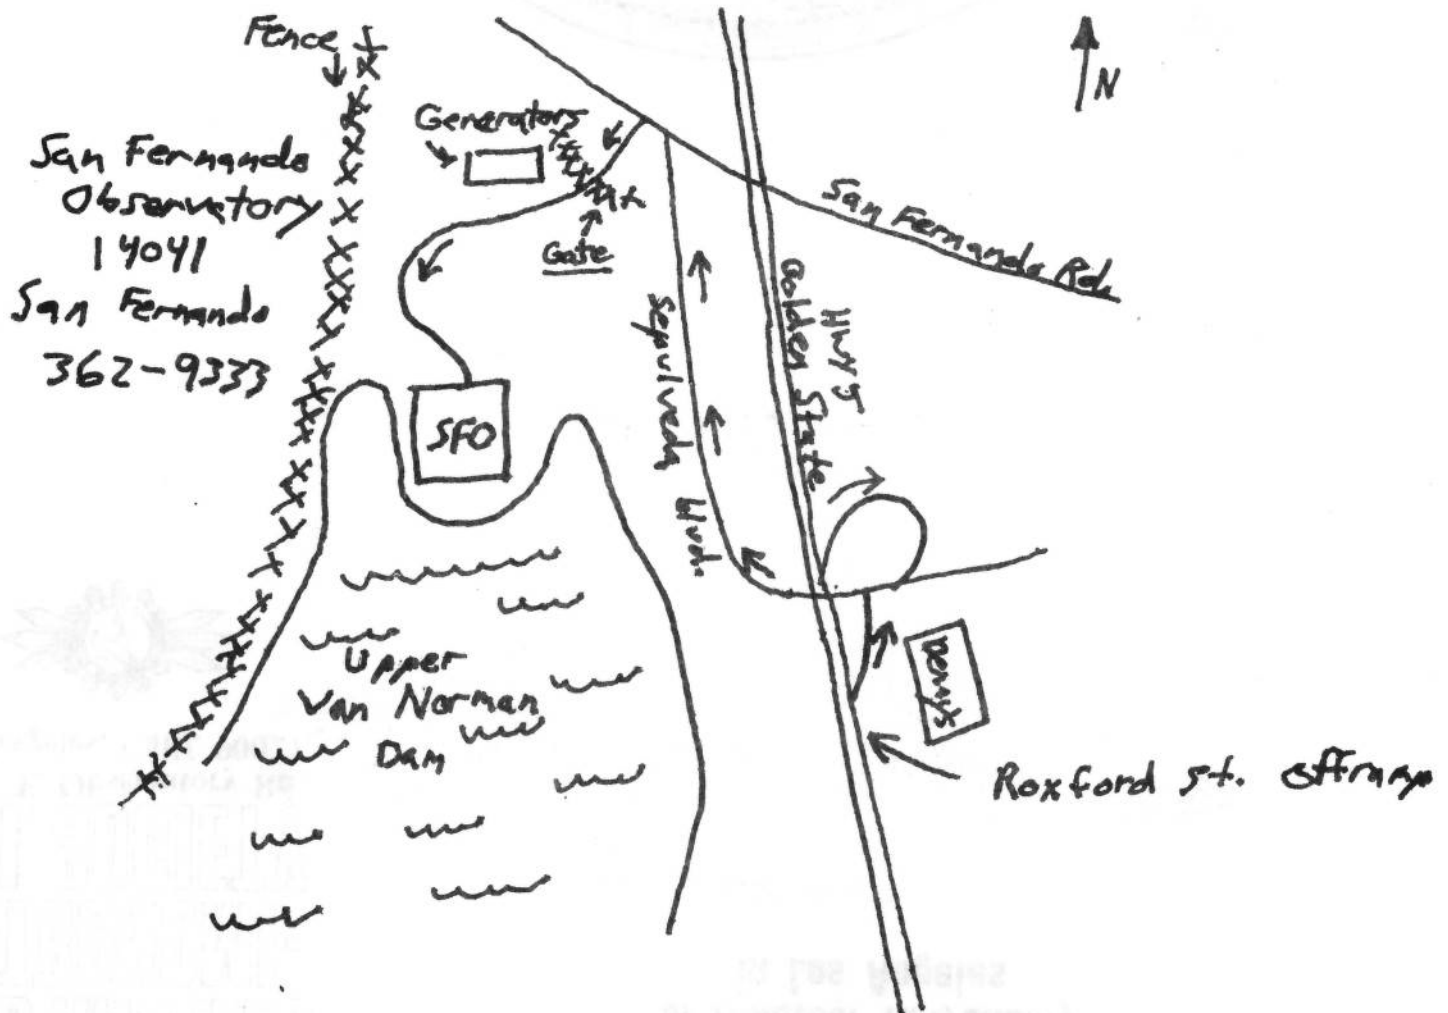 Fence
N
Generators
San Fernando
Observatory
14041
San Fernando
362-9333
Gate
San Fernando Rd.
Sepulveda Blvd.
Golden State
Hwy 5
SFO
Upper
Van Norman
Dam
Denny's
Roxford St. offramp